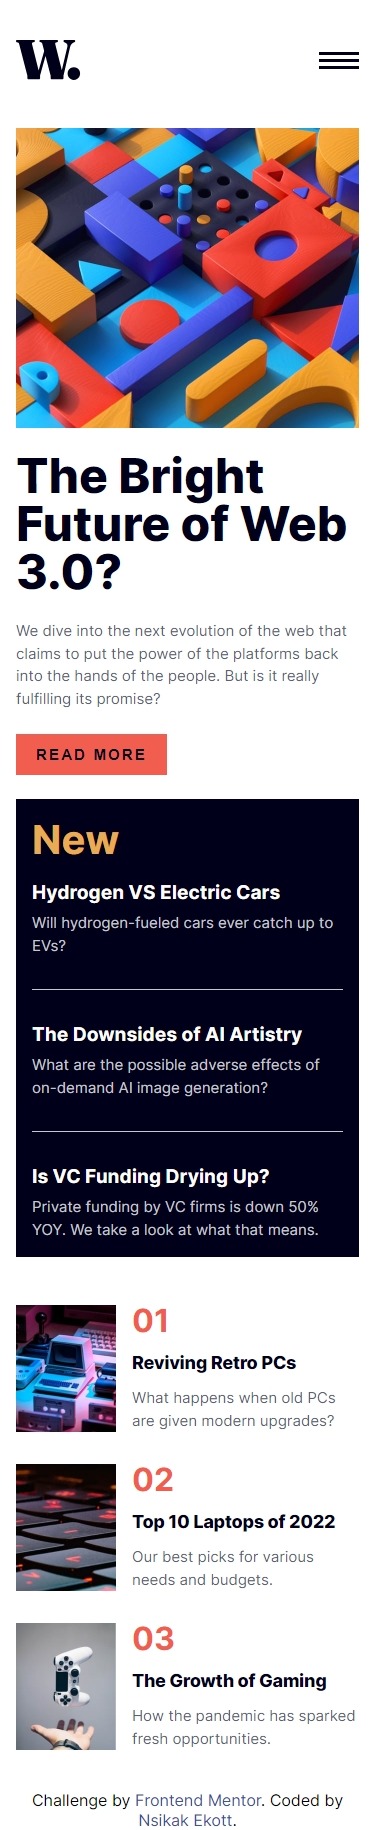 W.
The Bright
Future of Web
3.0?
We dive into the next evolution of the web that
claims to put the power of the platforms back
into the hands of the people. But is it really
fulfilling its promise?
READ MORE
New
Hydrogen VS Electric Cars
Will hydrogen-fueled cars ever catch up to
EVs?
The Downsides of AI Artistry
What are the possible adverse effects of
on-demand AI image generation?
Is VC Funding Drying Up?
Private funding by VC firms is down 50%
YOY. We take a look at what that means.
01
Reviving Retro PCs
What happens when old PCs
are given modern upgrades?
02
Top 10 Laptops of 2022
Our best picks for various
needs and budgets.
03
The Growth of Gaming
How the pandemic has sparked
fresh opportunities.
Challenge by Frontend Mentor. Coded by
Nsikak Ekott.